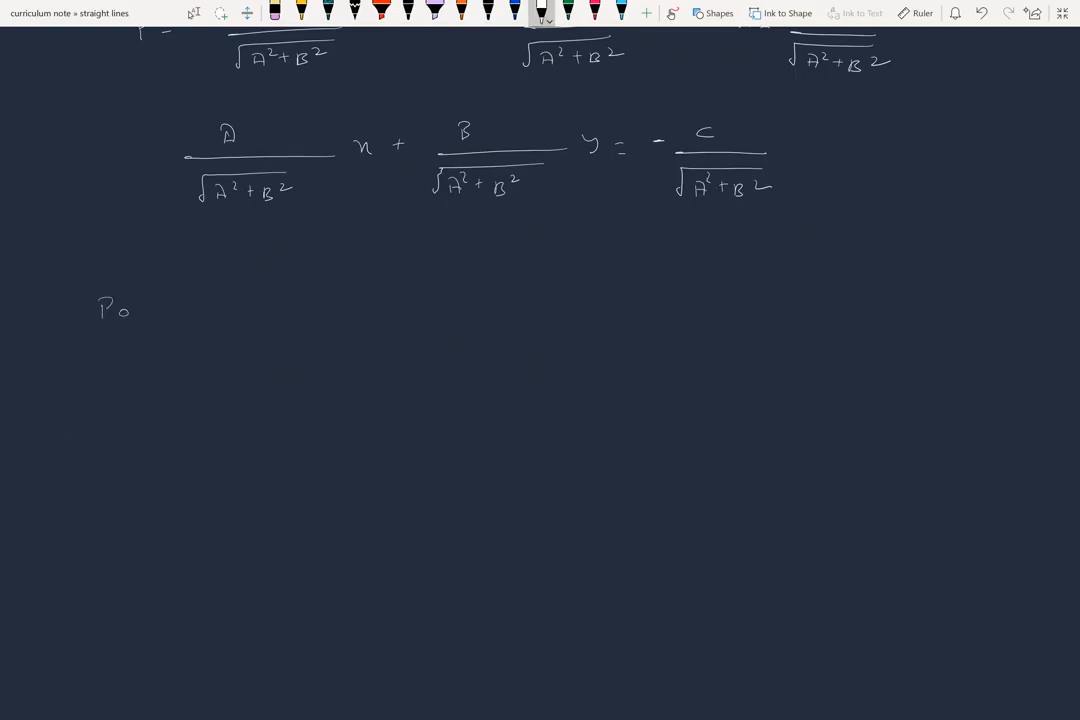 curriculum note » straight lines
Shapes Ink to Shape Ink to Text Ruler
P = √(A²+B²) √(A²+B²) √(A²+B²)
A/√(A²+B²) x + B/√(A²+B²) y = - C/√(A²+B²)
Po